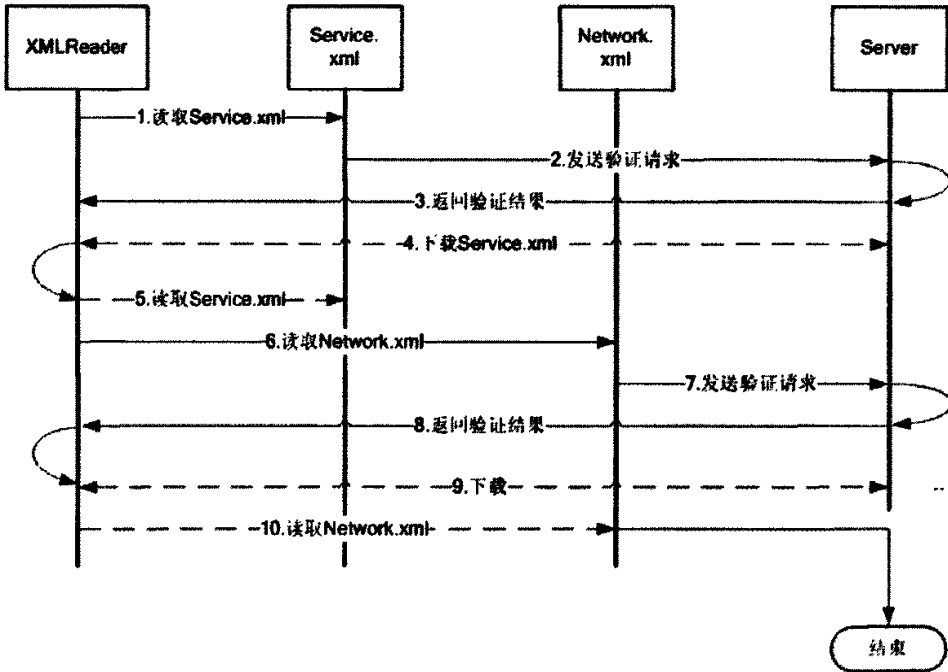 XMLReader
Service.
xml
Network.
xml
Server
1.读取Service.xml
2.发送验证请求
3.返回验证结果
4.下载Service.xml
5.读取Service.xml
6.读取Network.xml
7.发送验证请求
8.返回验证结果
9.下载
10.读取Network.xml
结束